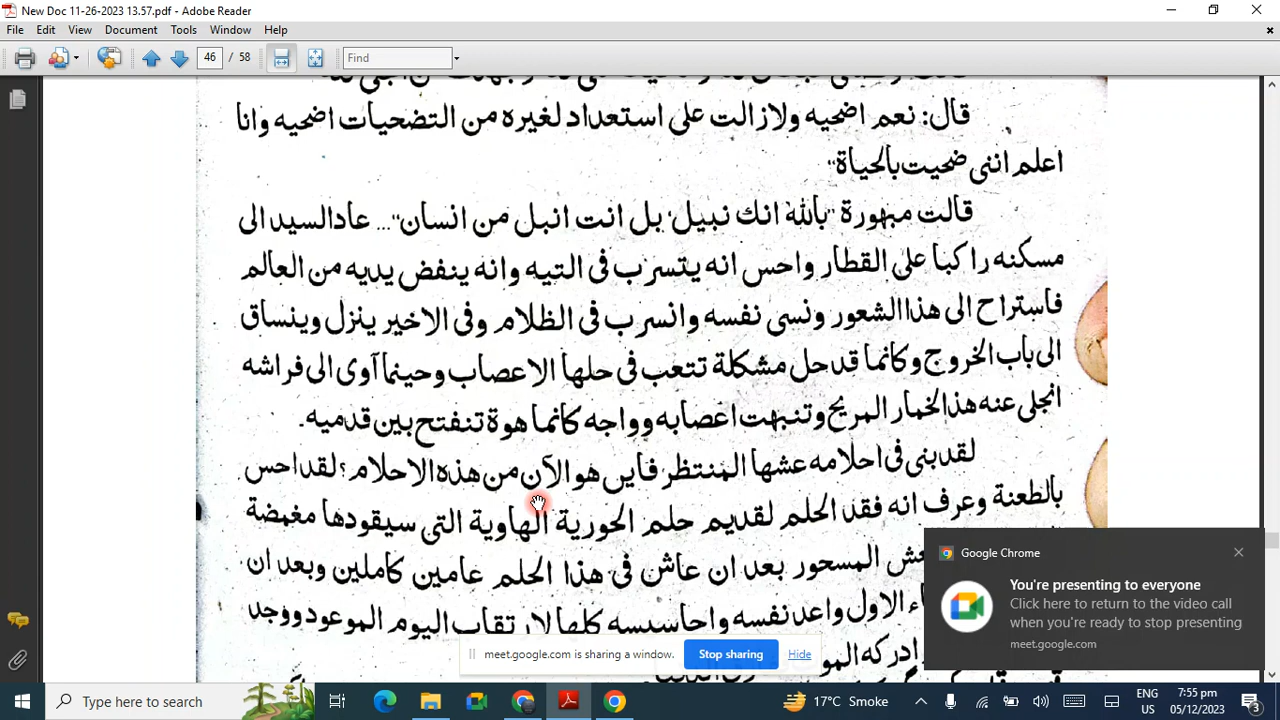 New Doc 11-26-2023 13.57.pdf - Adobe Reader
File Edit View Document Tools Window Help
46 / 58 Find
قال: نعم اضحيه ولازالت على استعداد لغيره من التضحيات اضحيه وانا
اعلم اننى ضحيت بالحياة"
قالت مبهورة "بالله انك نبيل، بل انت انبل من انسان"... عادالسيد الى
مسكنه راكبا على القطار واحس انه يتسرب فى التيه وانه ينفض يديه من العالم
فاستراح الى هذا الشعور ونسى نفسه وانسرب فى الظلام وفى الاخير ينزل وينساق
الى باب الخروج وكانما قدحل مشكلة تتعب فى حلها الاعصاب وحينما آوى الى فراشه
انجلى عنه هذا الخمار المريح وتنبهت اعصابه وواجه كانما هوة تنفتح بين قدميه.
لقد بنى فى احلامه عشها المنتظر فاين هو الآن من هذه الاحلام؟ لقد احس
بالطعنة وعرف انه فقد الحلم لقديم حلم الحورية الهاوية التى سيقودها مغمضة
المسحور بعد ان عاش فى هذا الحلم عامين كاملين وبعد ان
الاول واعد نفسه واحاسيسه كلها لارتقاب اليوم الموعود ووجد
ادركه
Google Chrome
You're presenting to everyone
Click here to return to the video call
when you're ready to stop presenting
meet.google.com
meet.google.com is sharing a window. Stop sharing Hide
Type here to search
17°C Smoke
ENG
US
7:55 pm
05/12/2023
3